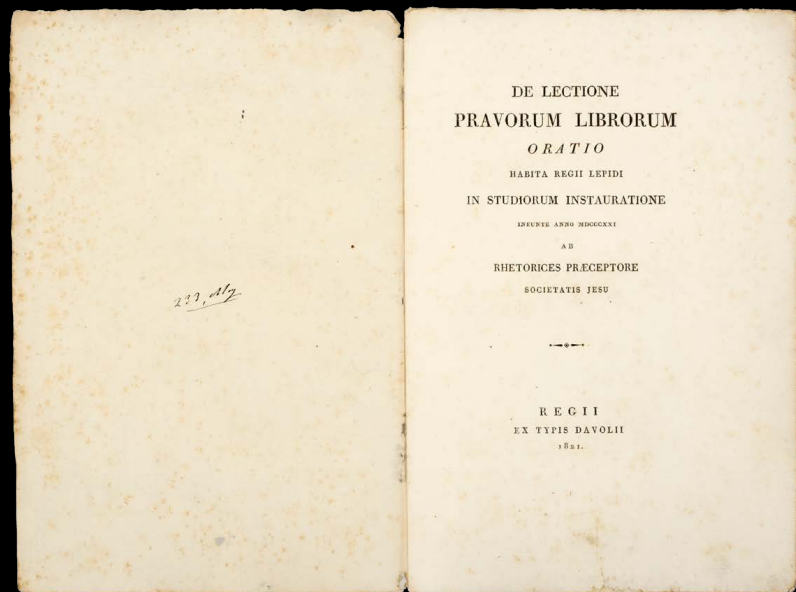 233,
DE LECTIONE
PRAVORUM LIBRORUM
ORATIO
HABITA REGII LEPIDI
IN STUDIORUM INSTAURATIONE
INEUNTE ANNO MDCCCXXI
AB
RHETORICES PRÆCEPTORE
SOCIETATIS JESU
REGII
EX TYPIS DAVOLII
1821.